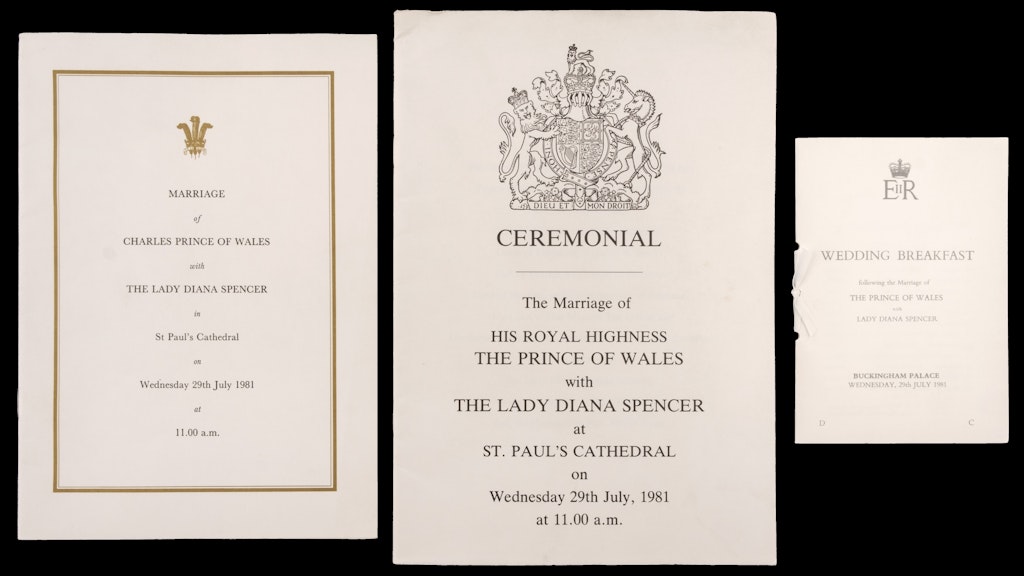 MARRIAGE
of
CHARLES PRINCE OF WALES
with
THE LADY DIANA SPENCER
in
St Paul's Cathedral
on
Wednesday 29th July 1981
at
11.00 a.m.
DIEU ET MON DROIT
CEREMONIAL
The Marriage of
HIS ROYAL HIGHNESS
THE PRINCE OF WALES
with
THE LADY DIANA SPENCER
at
ST. PAUL'S CATHEDRAL
on
Wednesday 29th July, 1981
at 11.00 a.m.
EIIR
WEDDING BREAKFAST
following the Marriage of
THE PRINCE OF WALES
with
LADY DIANA SPENCER
BUCKINGHAM PALACE
WEDNESDAY, 29th JULY 1981
D C